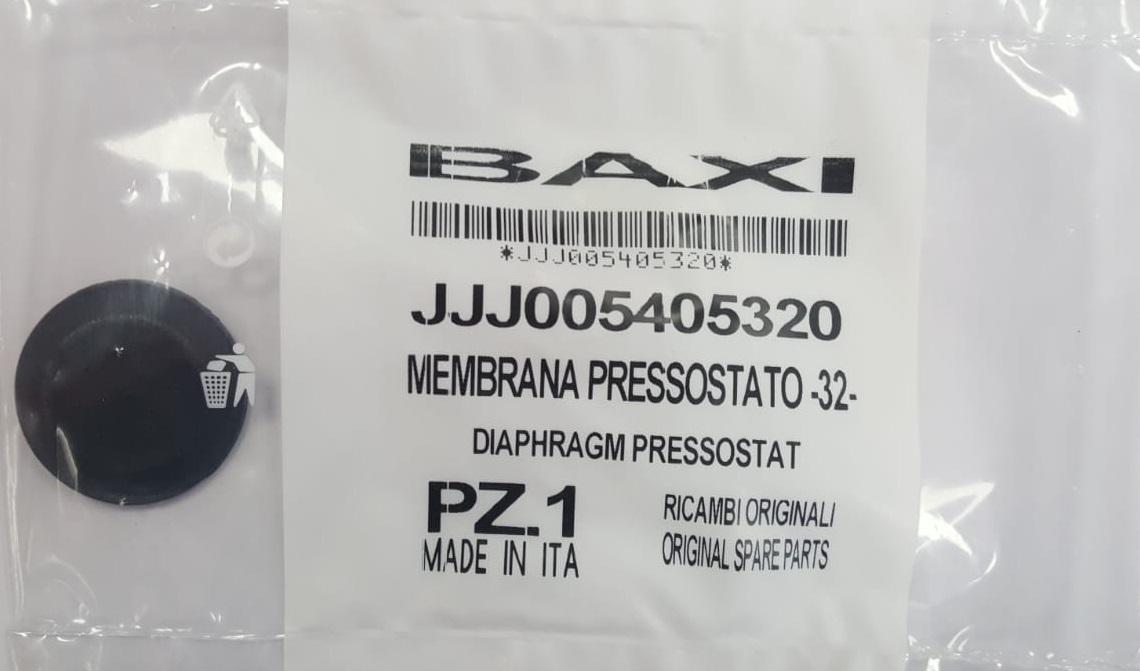 BAXI
*JJJ005405320*
JJJ005405320
MEMBRANA PRESSOSTATO -32-
DIAPHRAGM PRESSOSTAT
PZ.1
MADE IN ITA
RICAMBI ORIGINALI
ORIGINAL SPARE PARTS